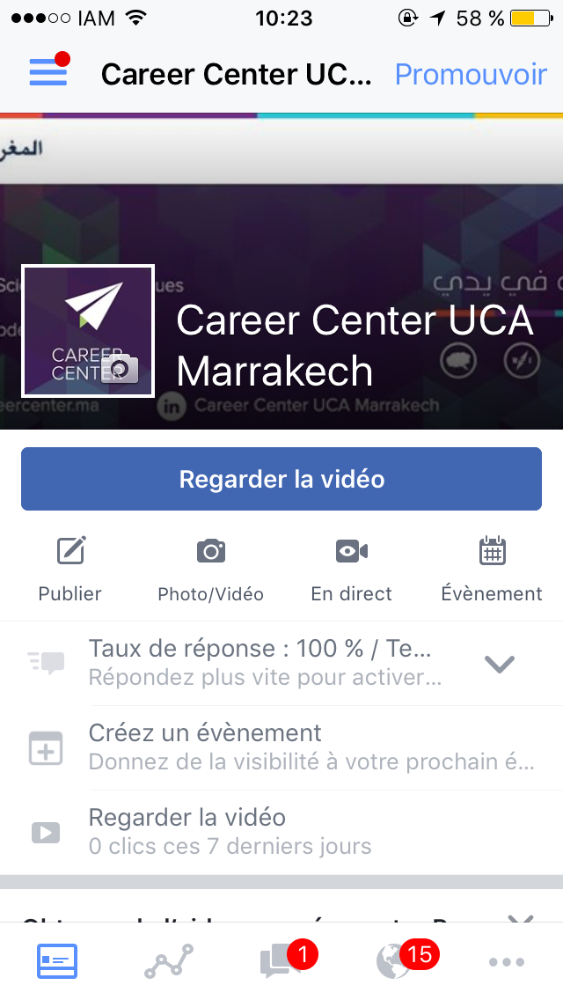 IAM 10:23 58 %
Career Center UC... Promouvoir
المغر
ues
في يدي
CAREER
CENTER
Career Center UCA
Marrakech
eercenter.ma in Career Center UCA Marrakech
Regarder la vidéo
Publier Photo/Vidéo En direct Évènement
Taux de réponse : 100 % / Te...
Répondez plus vite pour activer...
Créez un évènement
Donnez de la visibilité à votre prochain é...
Regarder la vidéo
0 clics ces 7 derniers jours
1 15